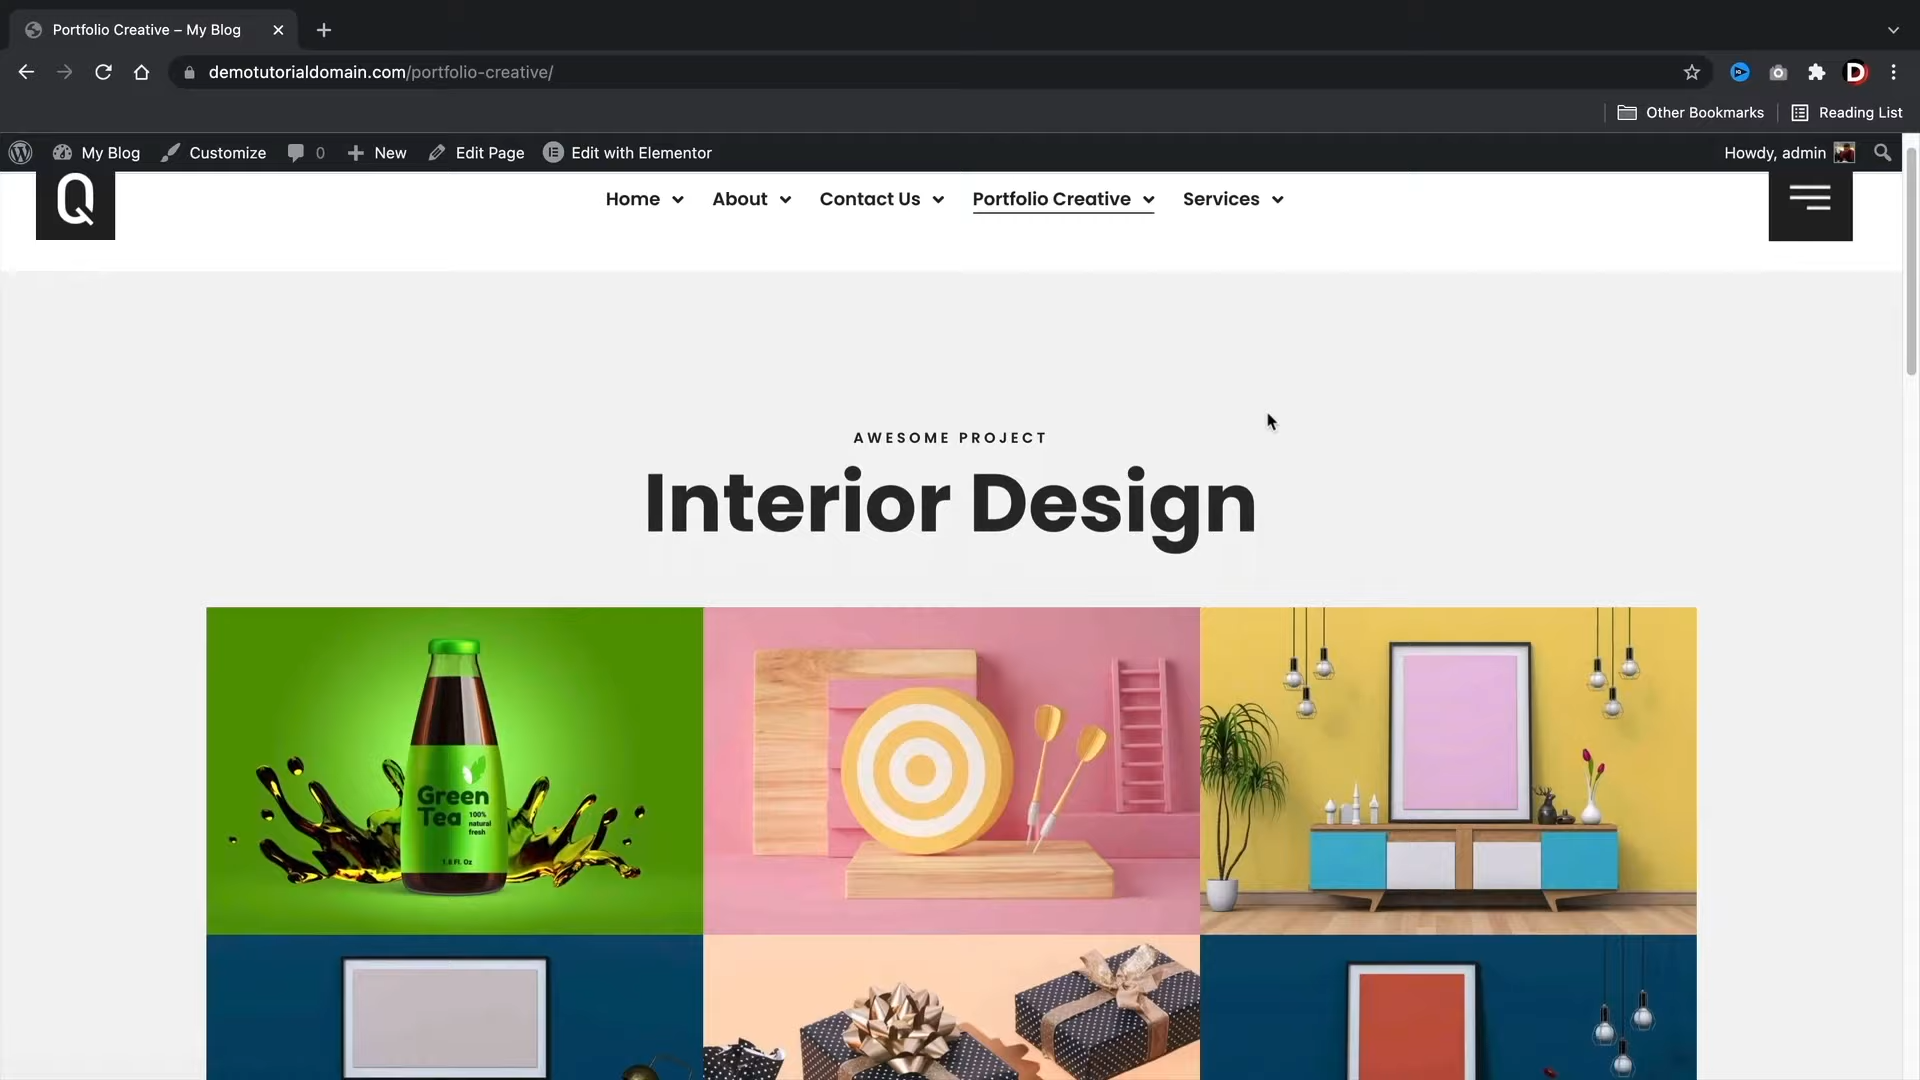 Portfolio Creative – My Blog
demotutorialdomain.com/portfolio-creative/
Other Bookmarks
Reading List
My Blog
Customize
0
New
Edit Page
Edit with Elementor
Howdy, admin
Q
Home
About
Contact Us
Portfolio Creative
Services
AWESOME PROJECT
Interior Design
Green
Tea
100%
natural
fresh
1.8 Fl. Oz